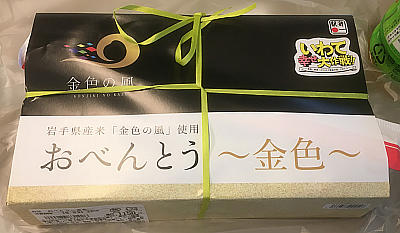 金色の風
KONJIKI NO KAZE
いわて
幸せ
大作戦!!
岩手県産米「金色の風」使用
おべんとう ～金色～